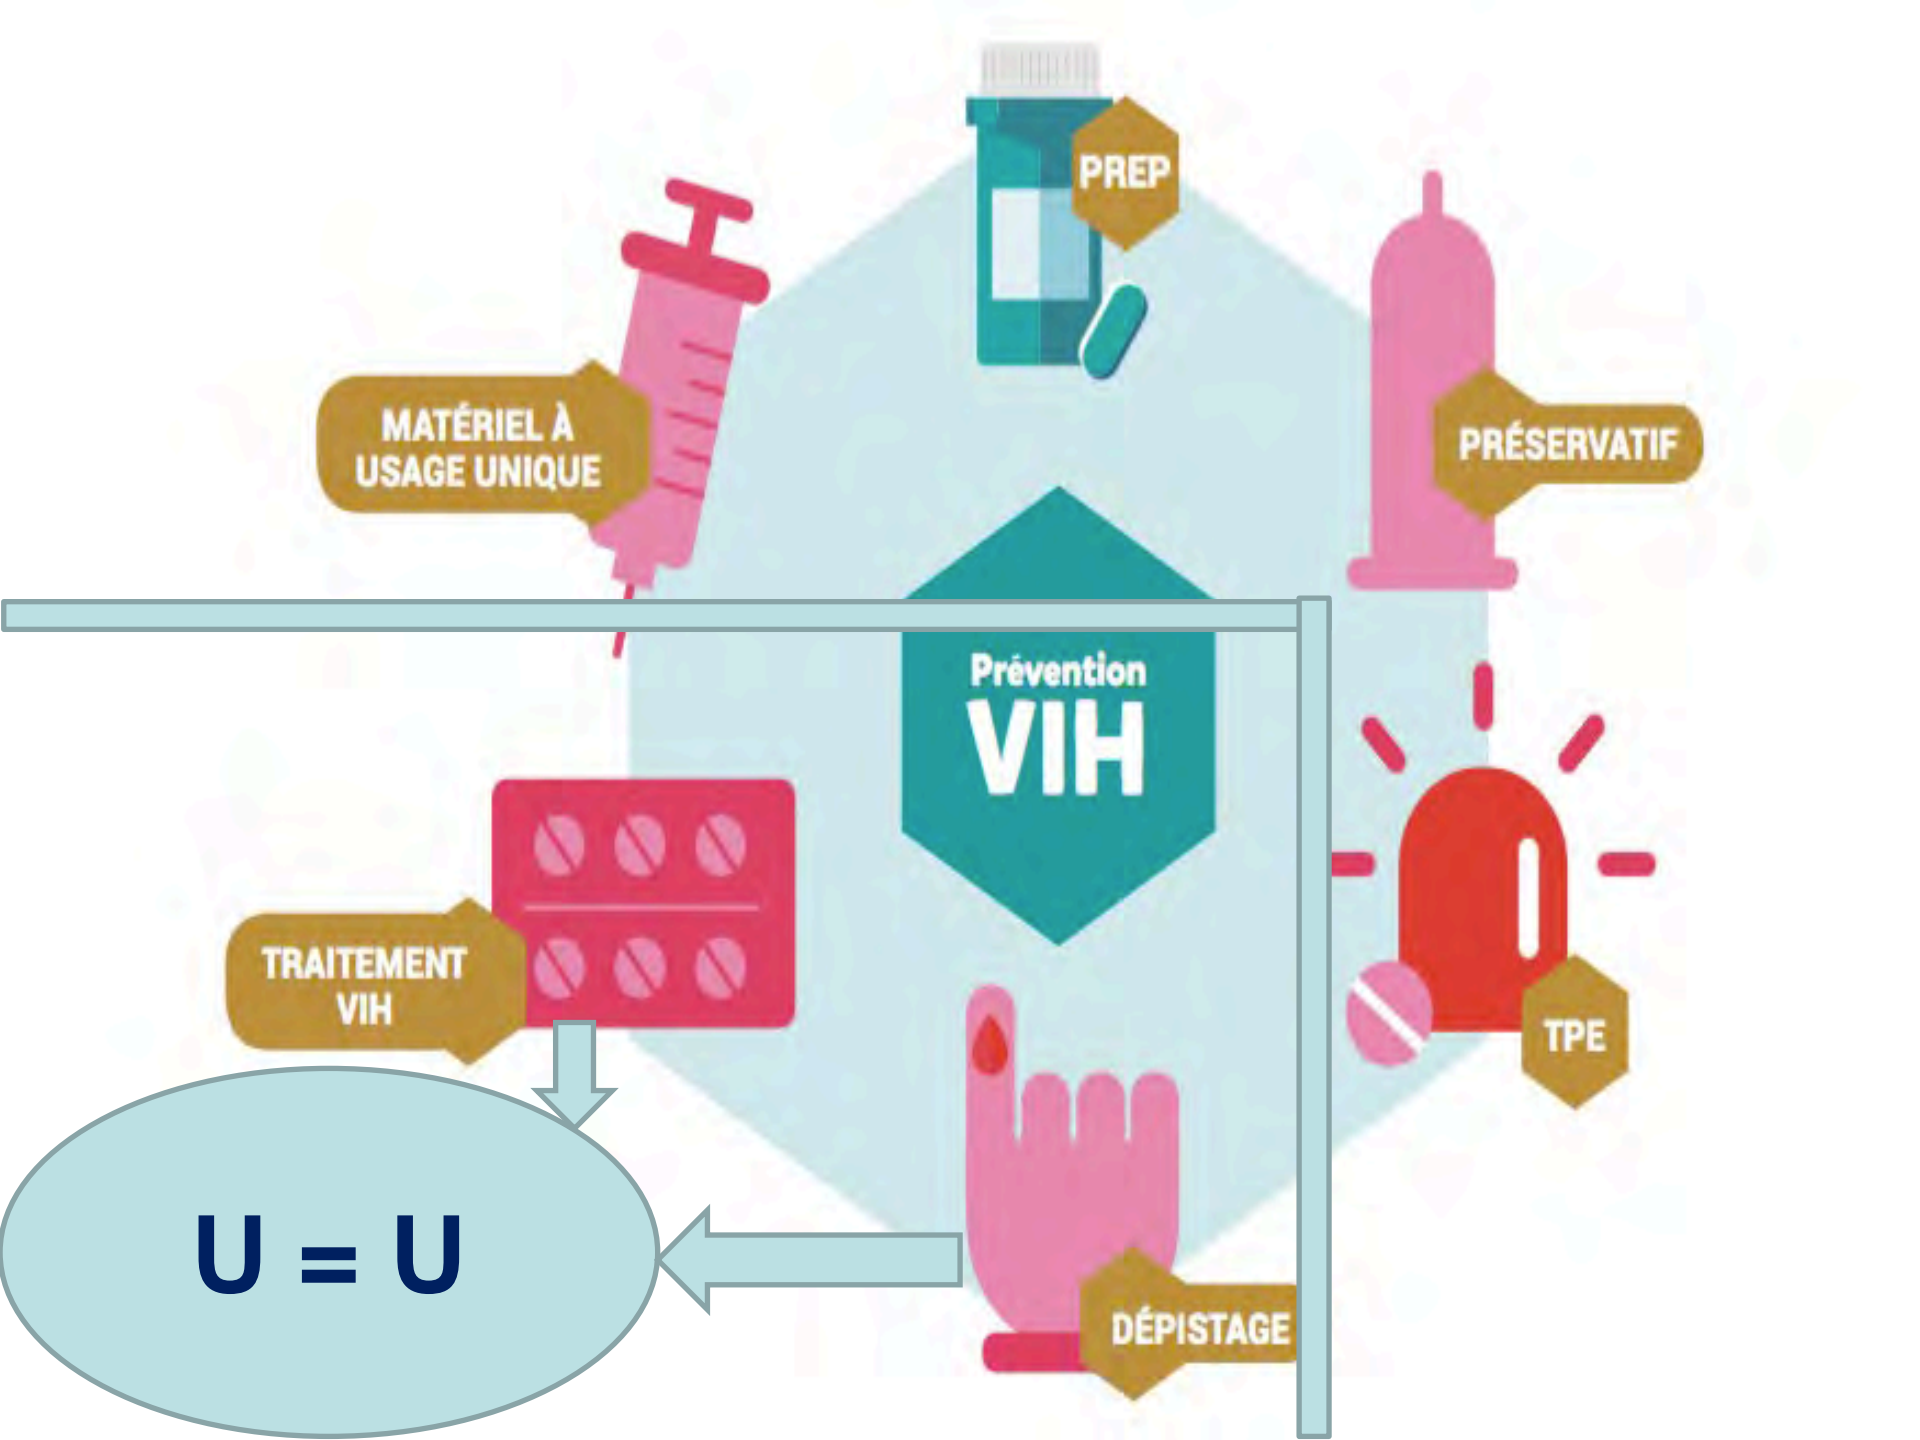 PREP
MATÉRIEL À
USAGE UNIQUE
PRÉSERVATIF
Prévention
VIH
TRAITEMENT
VIH
TPE
U = U
DÉPISTAGE